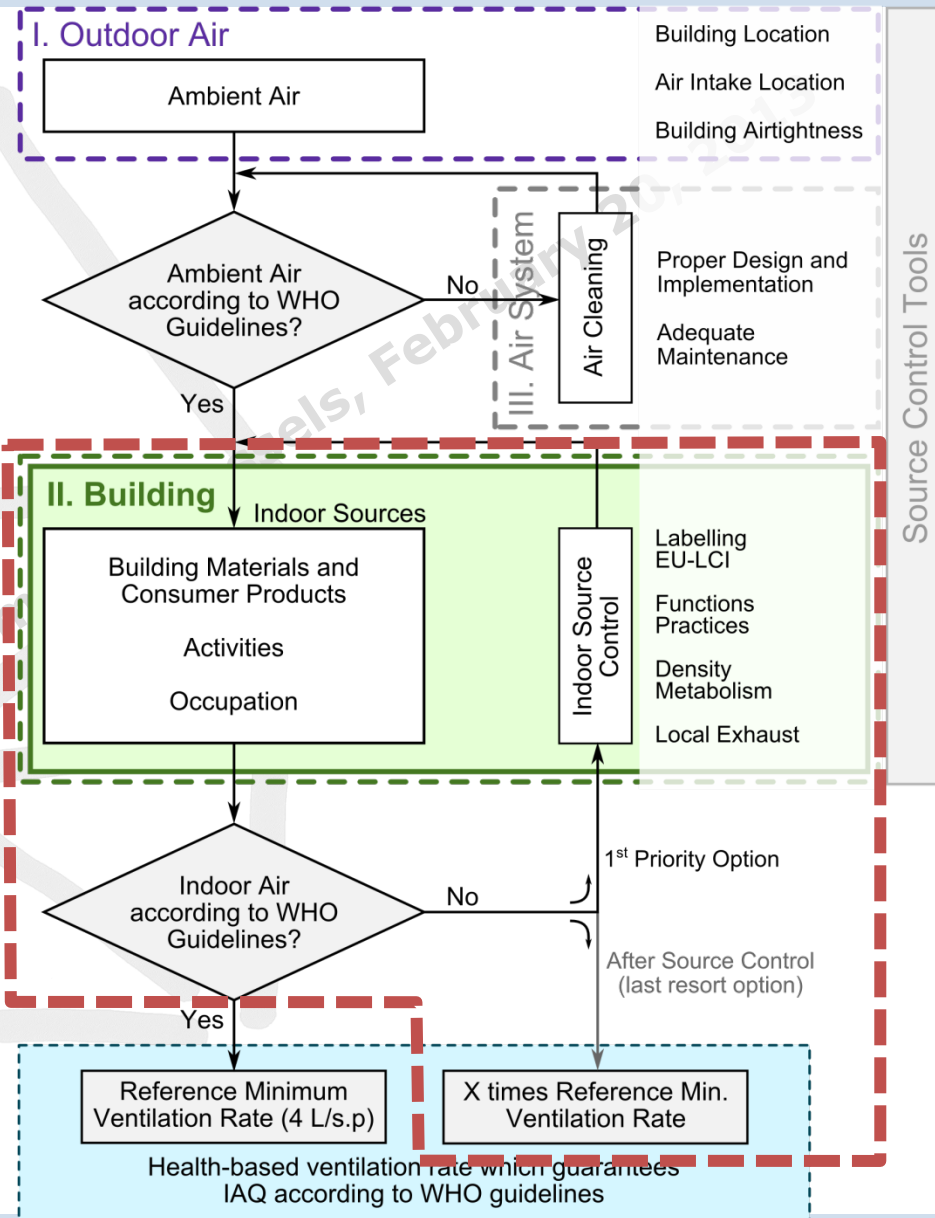 I. Outdoor Air
Ambient Air
Building Location
Air Intake Location
Building Airtightness
Ambient Air
according to WHO
Guidelines?
No
Yes
III. Air System
Air Cleaning
Proper Design and
Implementation
Adequate
Maintenance
Source Control Tools
II. Building
Indoor Sources
Building Materials and
Consumer Products
Activities
Occupation
Indoor Source
Control
Labelling
EU-LCI
Functions
Practices
Density
Metabolism
Local Exhaust
Indoor Air
according to WHO
Guidelines?
No
Yes
1st Priority Option
After Source Control
(last resort option)
Reference Minimum
Ventilation Rate (4 L/s.p)
X times Reference Min.
Ventilation Rate
Health-based ventilation rate which guarantees
IAQ according to WHO guidelines
February 20, 2013